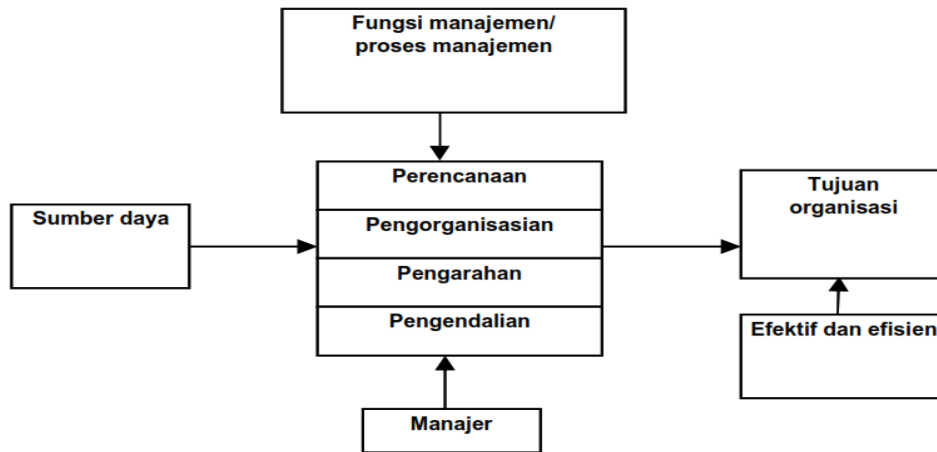 Fungsi manajemen/
proses manajemen
Perencanaan
Pengorganisasian
Pengarahan
Pengendalian
Sumber daya
Tujuan
organisasi
Efektif dan efisien
Manajer